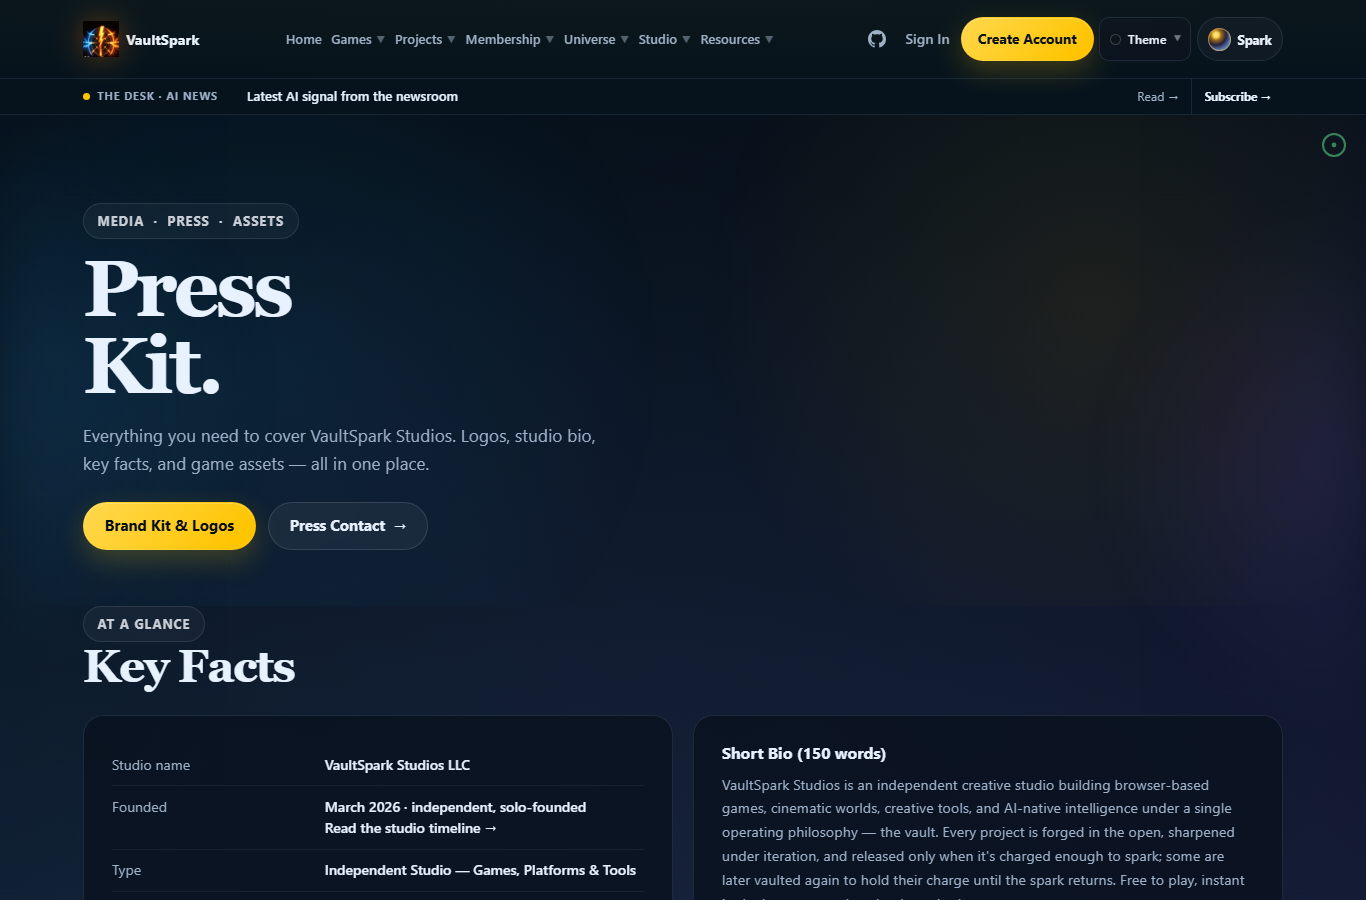 VaultSpark
Home Games Projects Membership Universe Studio Resources
Sign In
Create Account
Theme
Spark
THE DESK · AI NEWS
Latest AI signal from the newsroom
Read →
Subscribe →
MEDIA · PRESS · ASSETS
Press
Kit.
Everything you need to cover VaultSpark Studios. Logos, studio bio,
key facts, and game assets — all in one place.
Brand Kit & Logos
Press Contact →
AT A GLANCE
Key Facts
Studio name VaultSpark Studios LLC
Founded March 2026 · independent, solo-founded
Read the studio timeline →
Type Independent Studio — Games, Platforms & Tools
Short Bio (150 words)
VaultSpark Studios is an independent creative studio building browser-based
games, cinematic worlds, creative tools, and AI-native intelligence under a single
operating philosophy — the vault. Every project is forged in the open, sharpened
under iteration, and released only when it's charged enough to spark; some are
later vaulted again to hold their charge until the spark returns. Free to play, instant